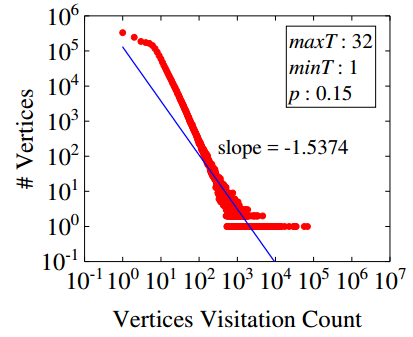 10^6
10^6
10^4
10^3
10^2
10^1
10^0
10^-1
# Vertices
maxT : 32
minT : 1
p : 0.15
slope = -1.5374
10^-1 10^0 10^1 10^2 10^3 10^4 10^5 10^6 10^7
Vertices Visitation Count